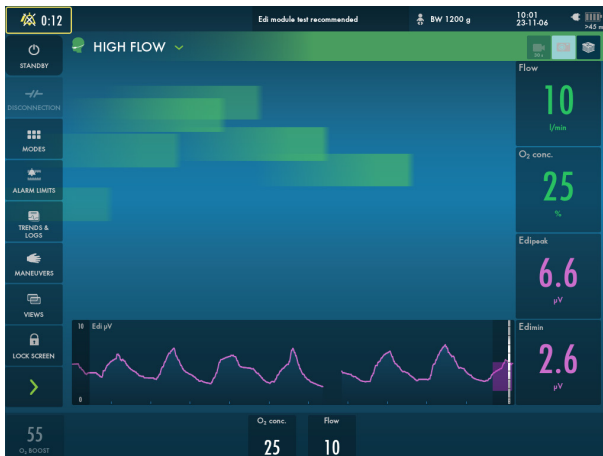 0:12
Edi module test recommended
BW 1200 g
10:01
23-11-06
>45 m
STANDBY
HIGH FLOW
DISCONNECTION
MODES
ALARM LIMITS
TRENDS &
LOGS
MANEUVERS
VIEWS
LOCK SCREEN
Flow
10
l/min
O₂ conc.
25
%
Edipeak
6.6
μV
Edimin
2.6
μV
10 Edi μV
0
55
O₂ BOOST
O₂ conc.
25
Flow
10